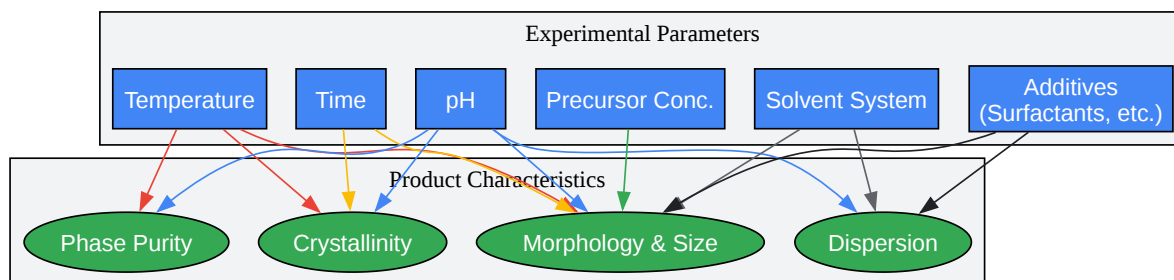 Experimental Parameters
Temperature
Time
pH
Precursor Conc.
Solvent System
Additives
(Surfactants, etc.)
Product Characteristics
Phase Purity
Crystallinity
Morphology & Size
Dispersion